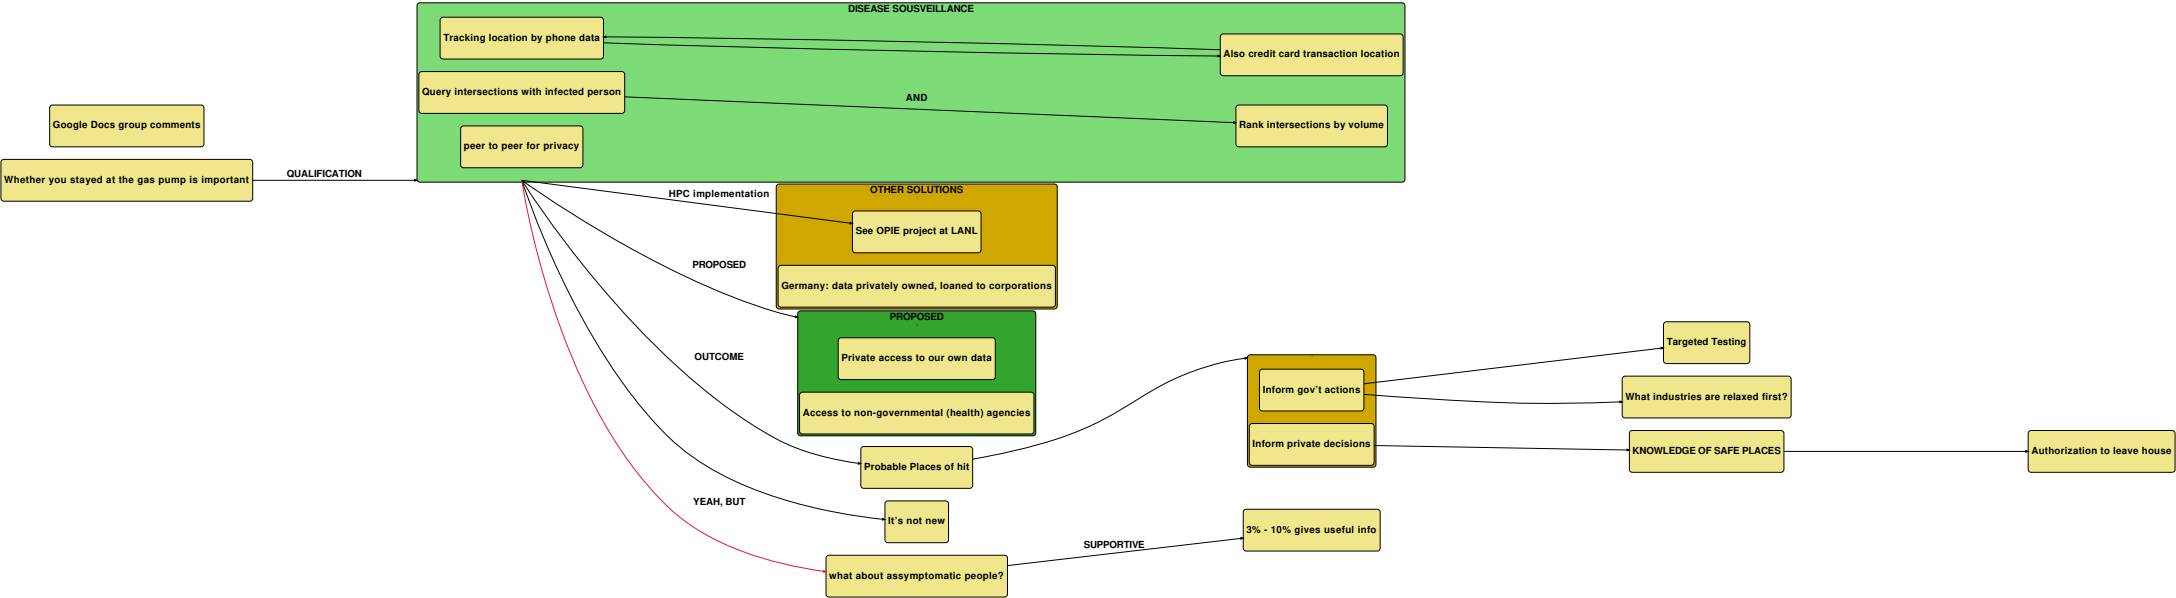 DISEASE SOUSVEILLANCE
Tracking location by phone data
Also credit card transaction location
Query intersections with infected person
AND
Rank intersections by volume
Google Docs group comments
peer to peer for privacy
Whether you stayed at the gas pump is important
QUALIFICATION
HPC implementation
OTHER SOLUTIONS
See OPIE project at LANL
PROPOSED
Germany: data privately owned, loaned to corporations
PROPOSED
Private access to our own data
OUTCOME
Access to non-governmental (health) agencies
Targeted Testing
Inform gov't actions
What industries are relaxed first?
Inform private decisions
KNOWLEDGE OF SAFE PLACES
Authorization to leave house
Probable Places of hit
YEAH, BUT
It's not new
3% - 10% gives useful info
SUPPORTIVE
what about assymptomatic people?